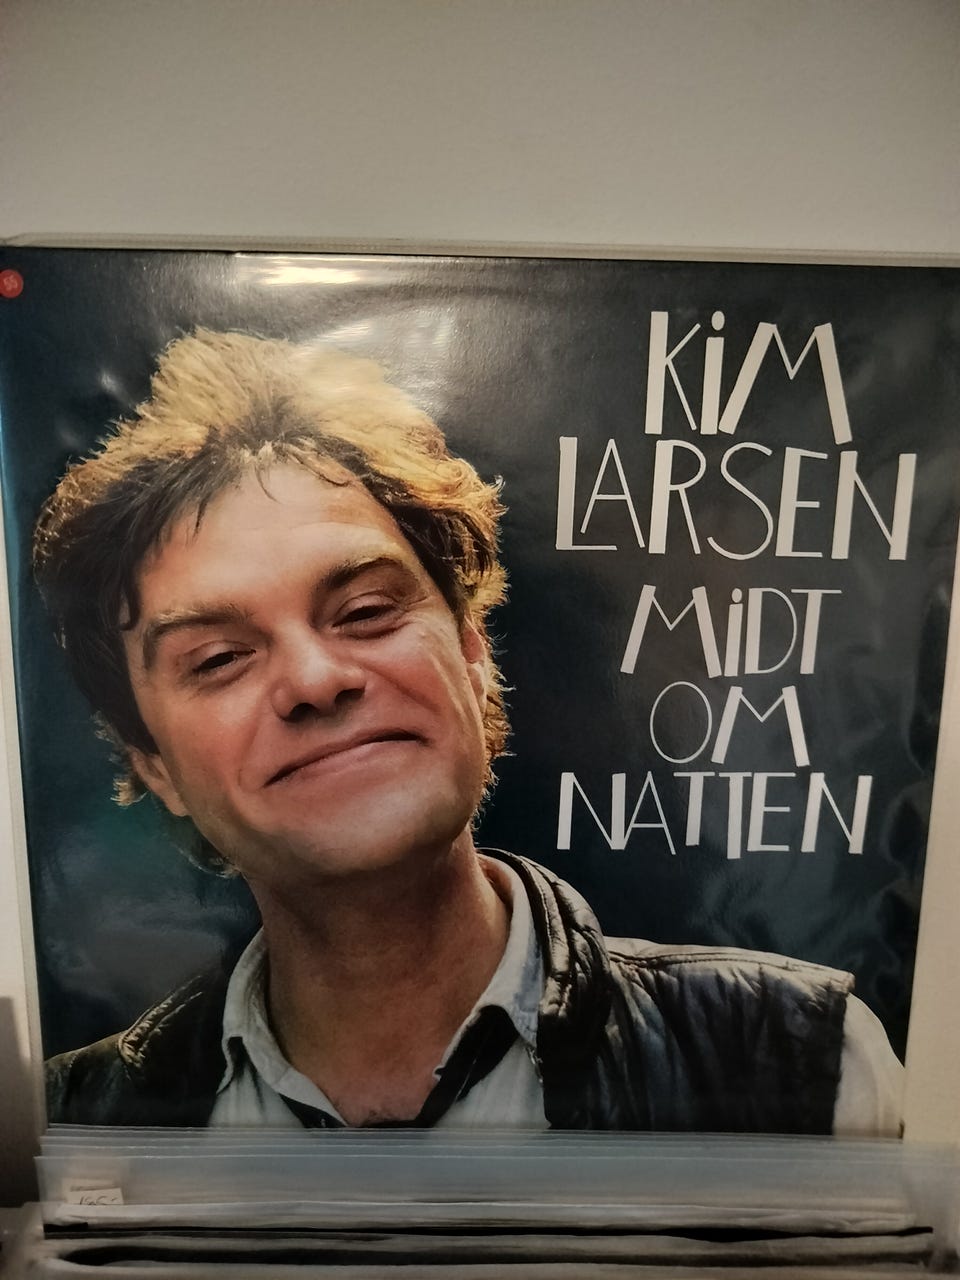 KiM
LARSEN
MiDT
OM
NATTEN